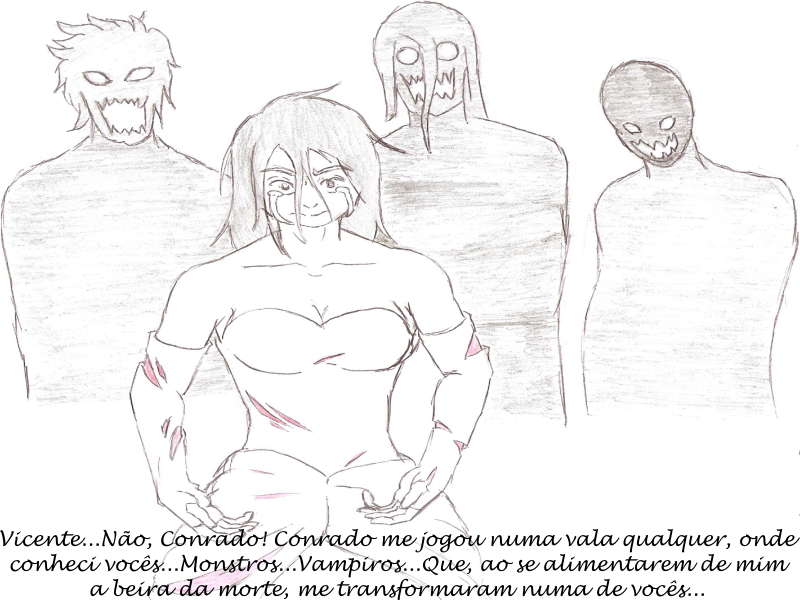 Vicente...Não, Conrado! Conrado me jogou numa vala qualquer, onde
conheci vocês...Monstros...Vampiros...Que, ao se alimentarem de mim
a beira da morte, me transformaram numa de vocês...